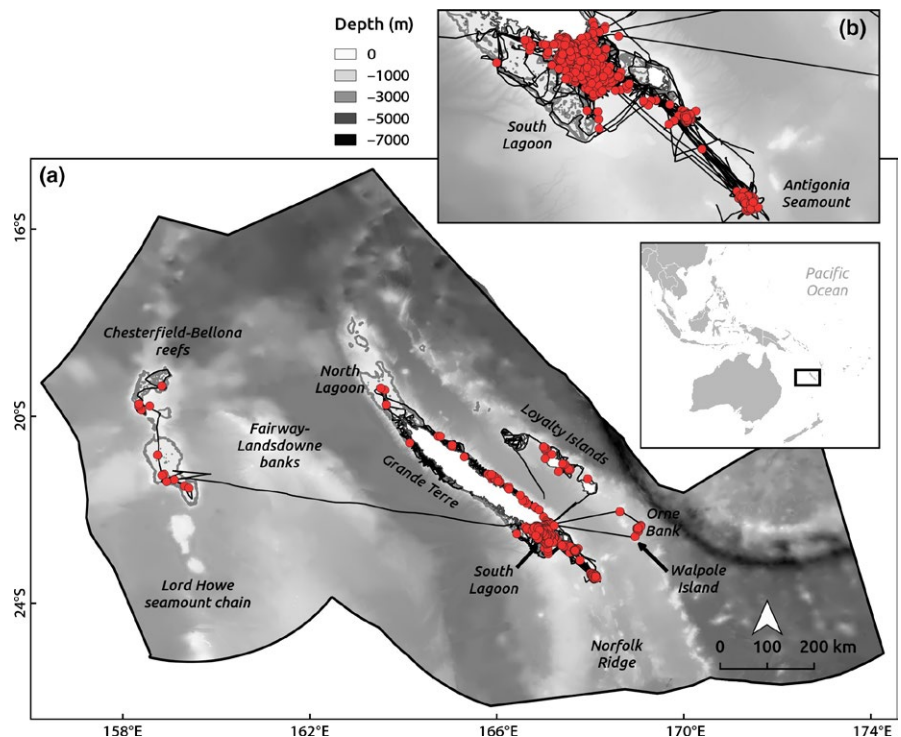 Depth (m)
0
−1000
−3000
−5000
−7000
(b)
South
Lagoon
Antigonia
Seamount
(a)
16°S
20°S
24°S
Chesterfield-Bellona
reefs
North
Lagoon
Fairway-
Landsdowne
banks
Grande Terre
Loyalty Islands
Orne
Bank
Walpole
Island
South
Lagoon
Lord Howe
seamount chain
Norfolk
Ridge
Pacific
Ocean
0 100 200 km
158°E 162°E 166°E 170°E 174°E